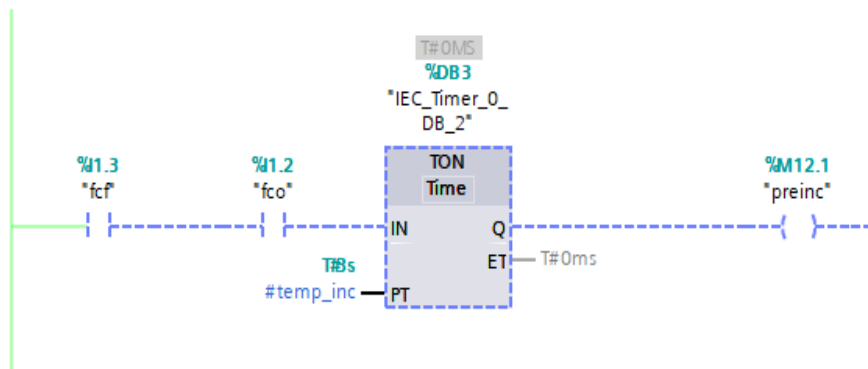 T#0MS
%DB3
"IEC_Timer_0_
DB_2"
%I1.3
"fcf"
%I1.2
"fco"
TON
Time
%M12.1
"preinc"
IN
Q
ET
T#0ms
T#3s
#temp_inc
PT